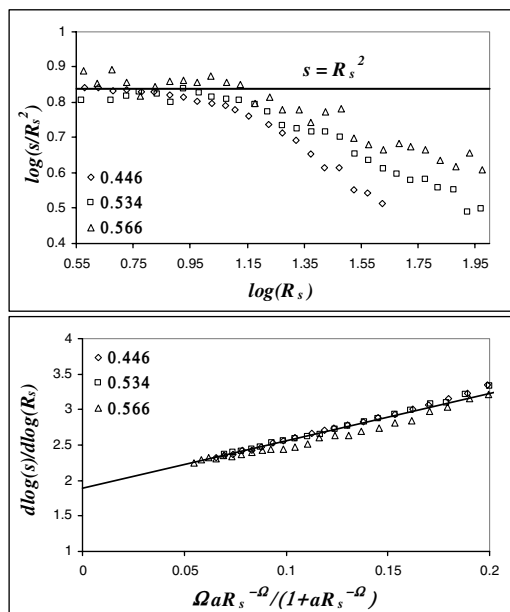 1
0.9
0.8
0.7
0.6
0.5
0.4
log(s/R_s^2)
s = R_s^2
◇ 0.446
□ 0.534
△ 0.566
0.55 0.75 0.95 1.15 1.35 1.55 1.75 1.95
log(R_s)
4
3.5
3
2.5
2
1.5
1
dlog(s)/dlog(R_s)
◇ 0.446
□ 0.534
△ 0.566
0 0.05 0.1 0.15 0.2
ΩaR_s^{-Ω}/(1+aR_s^{-Ω})